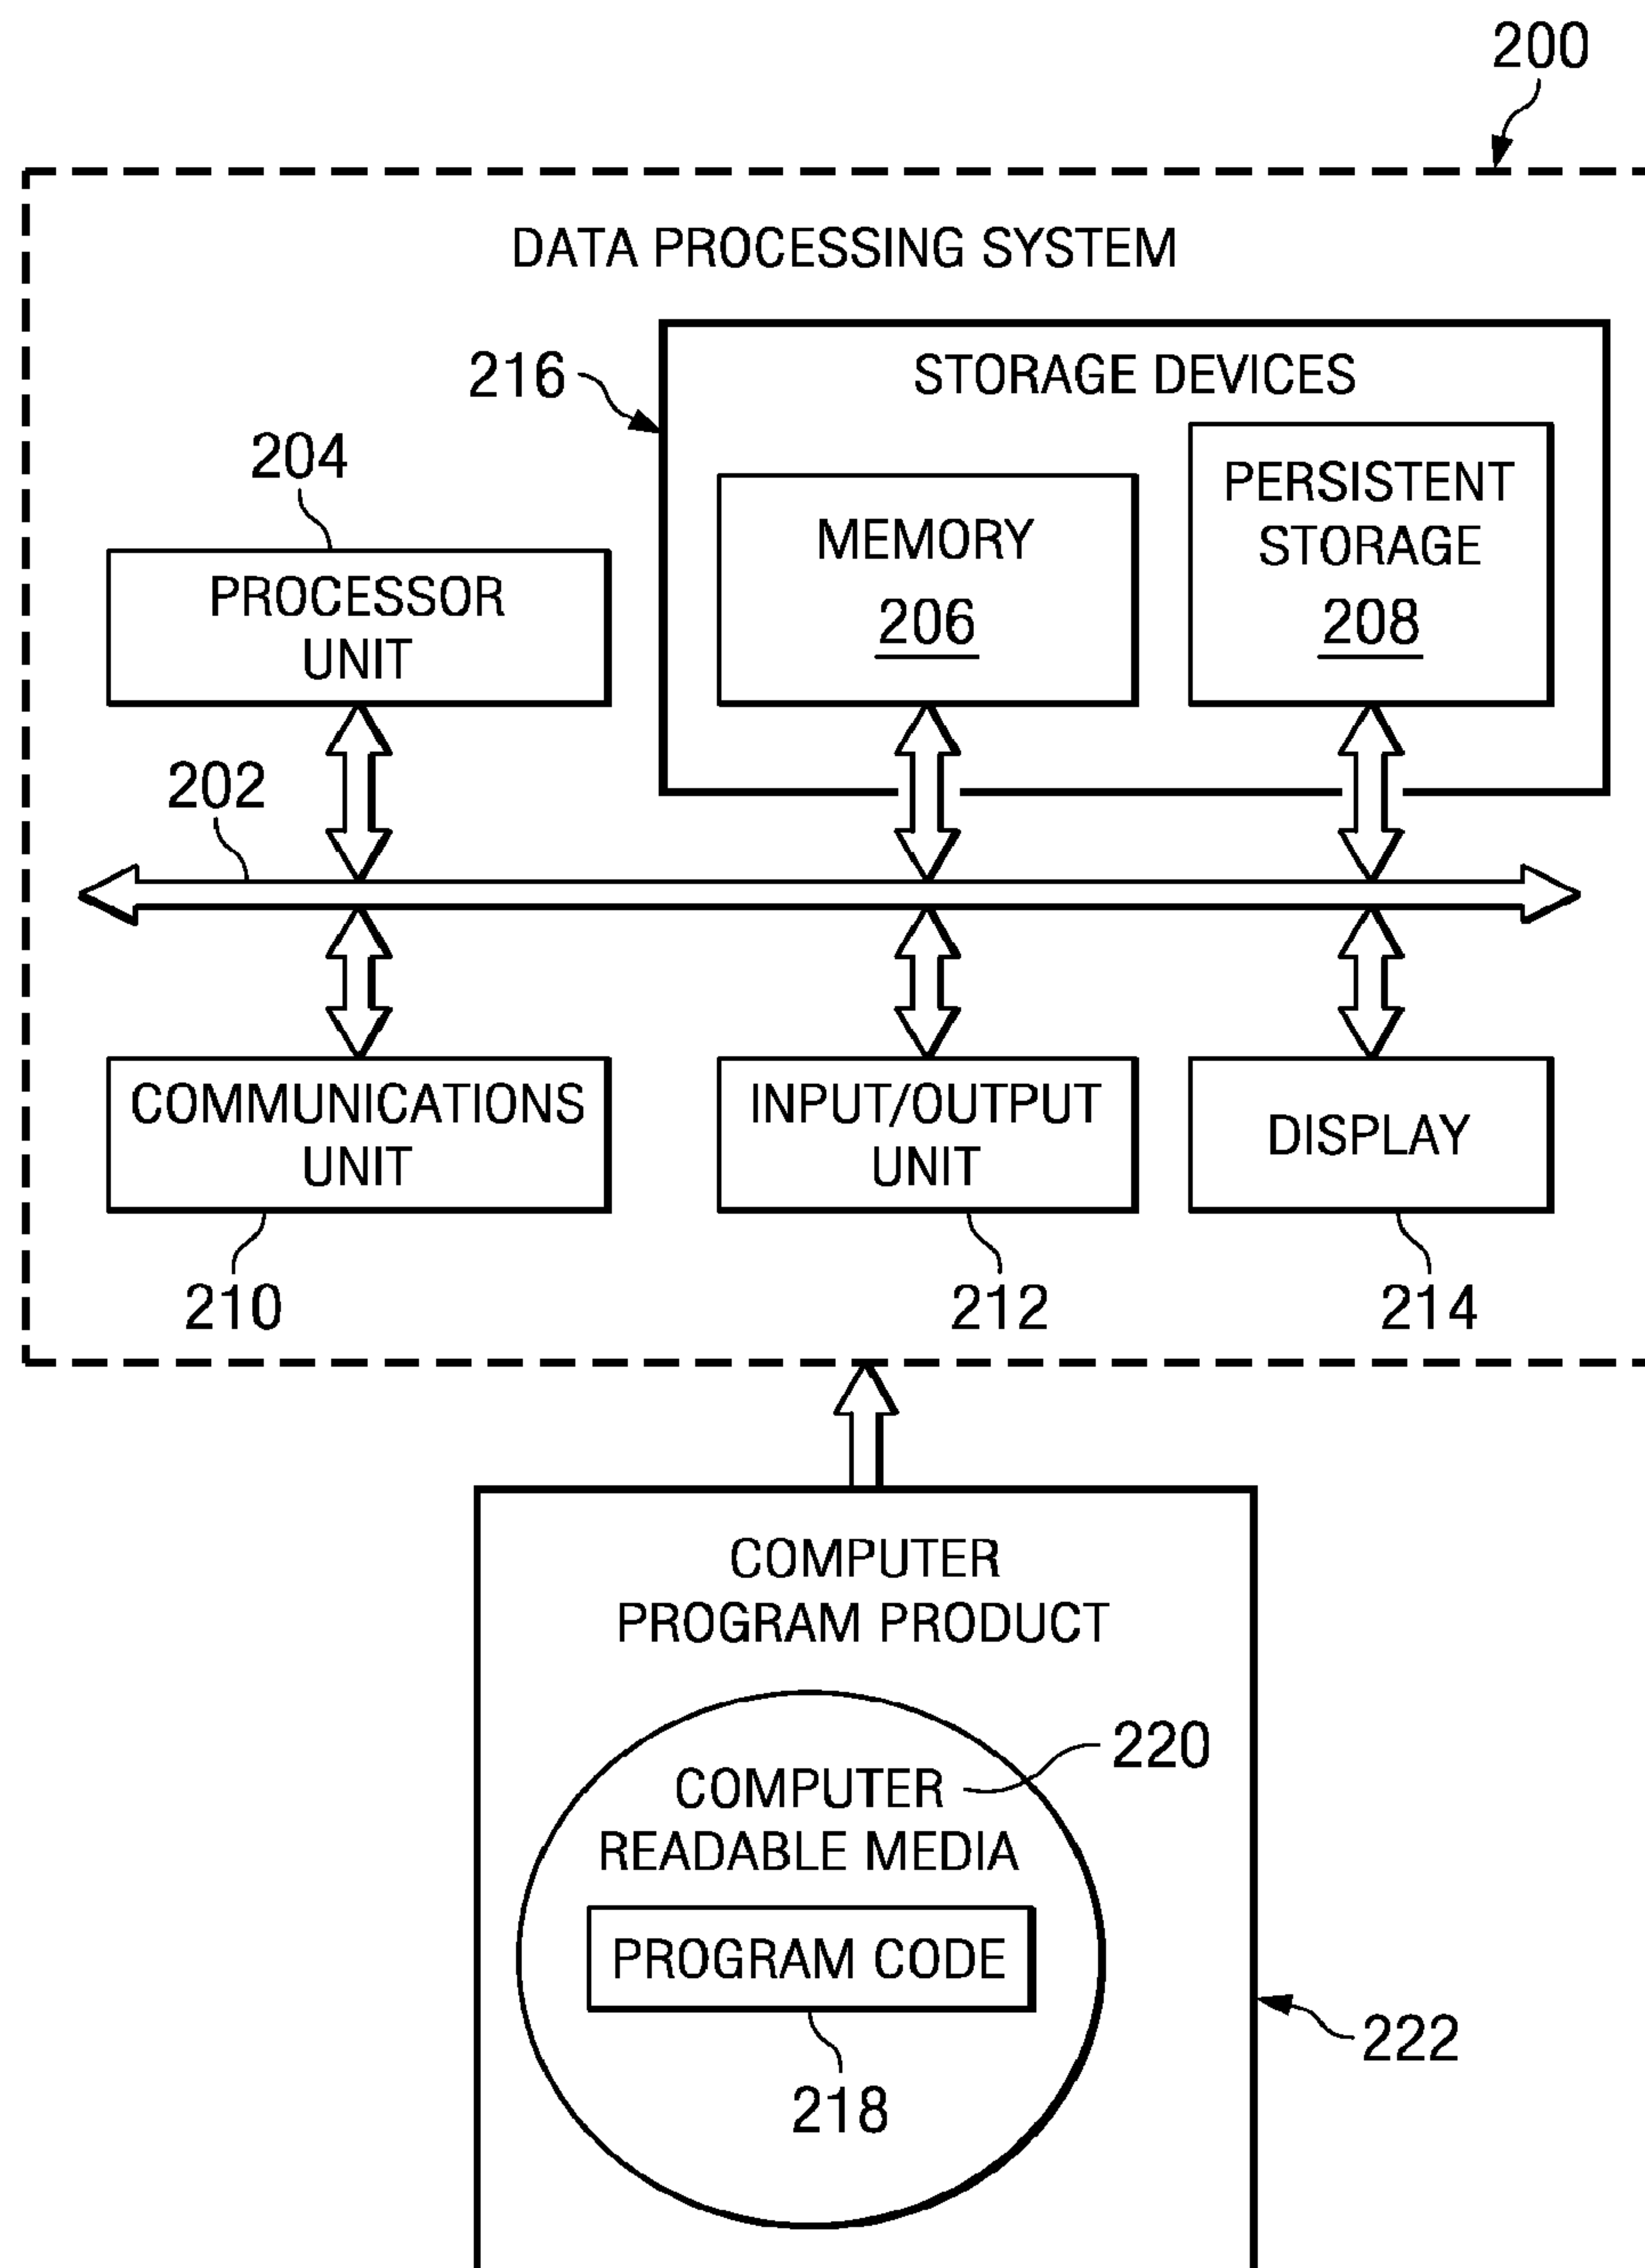 200
DATA PROCESSING SYSTEM
216
STORAGE DEVICES
204
PROCESSOR
UNIT
MEMORY
206
PERSISTENT
STORAGE
208
202
COMMUNICATIONS
UNIT
210
INPUT/OUTPUT
UNIT
212
DISPLAY
214
COMPUTER
PROGRAM PRODUCT
220
COMPUTER
READABLE MEDIA
PROGRAM CODE
218
222